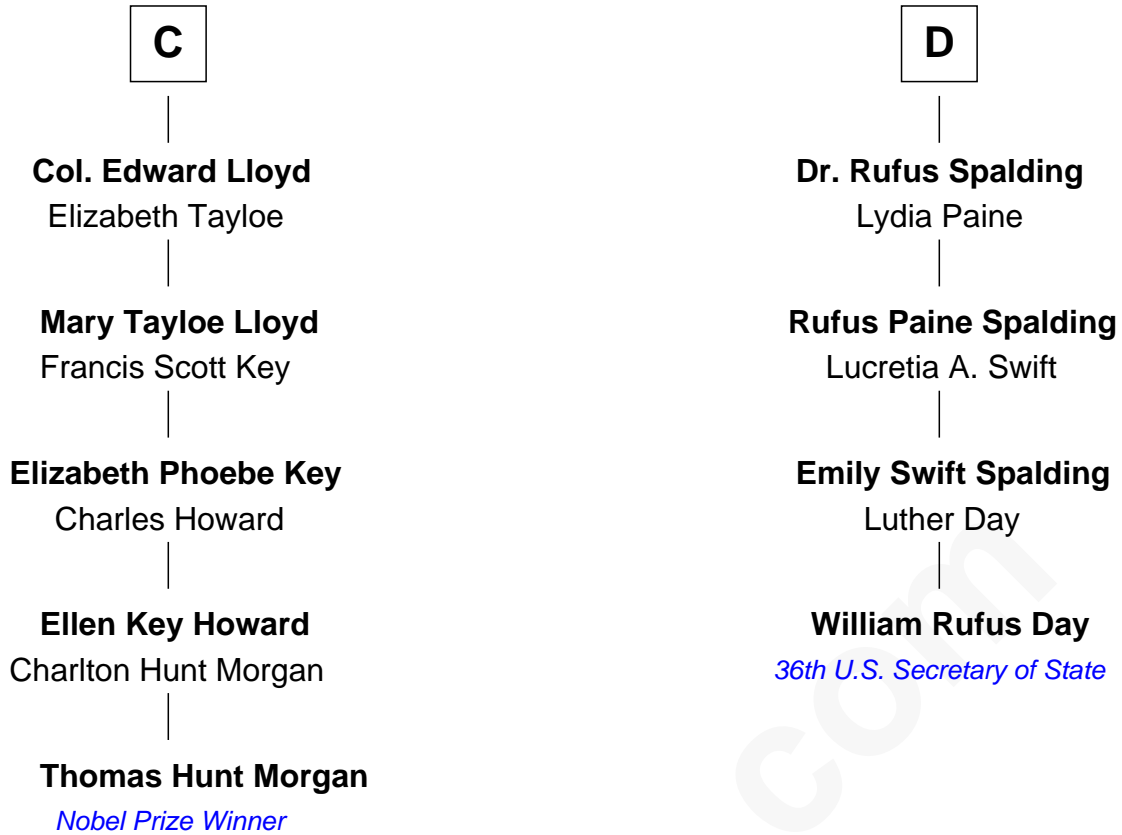 C
Col. Edward Lloyd
Elizabeth Tayloe
Mary Tayloe Lloyd
Francis Scott Key
Elizabeth Phoebe Key
Charles Howard
Ellen Key Howard
Charlton Hunt Morgan
Thomas Hunt Morgan
Nobel Prize Winner
D
Dr. Rufus Spalding
Lydia Paine
Rufus Paine Spalding
Lucretia A. Swift
Emily Swift Spalding
Luther Day
William Rufus Day
36th U.S. Secretary of State
com